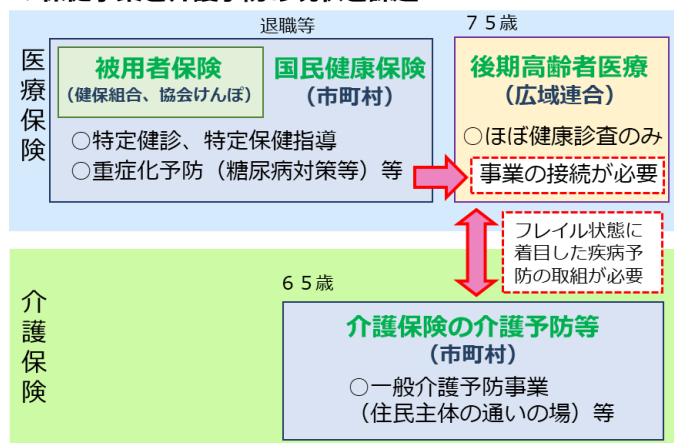 退職等
７５歳
医療保険
被用者保険
（健保組合、協会けんぽ）
国民健康保険
（市町村）
○特定健診、特定保健指導
○重症化予防（糖尿病対策等）等
後期高齢者医療
（広域連合）
○ほぼ健康診査のみ
事業の接続が必要
フレイル状態に
着目した疾病予
防の取組が必要
６５歳
介護保険
介護保険の介護予防等
（市町村）
○一般介護予防事業
（住民主体の通いの場）等